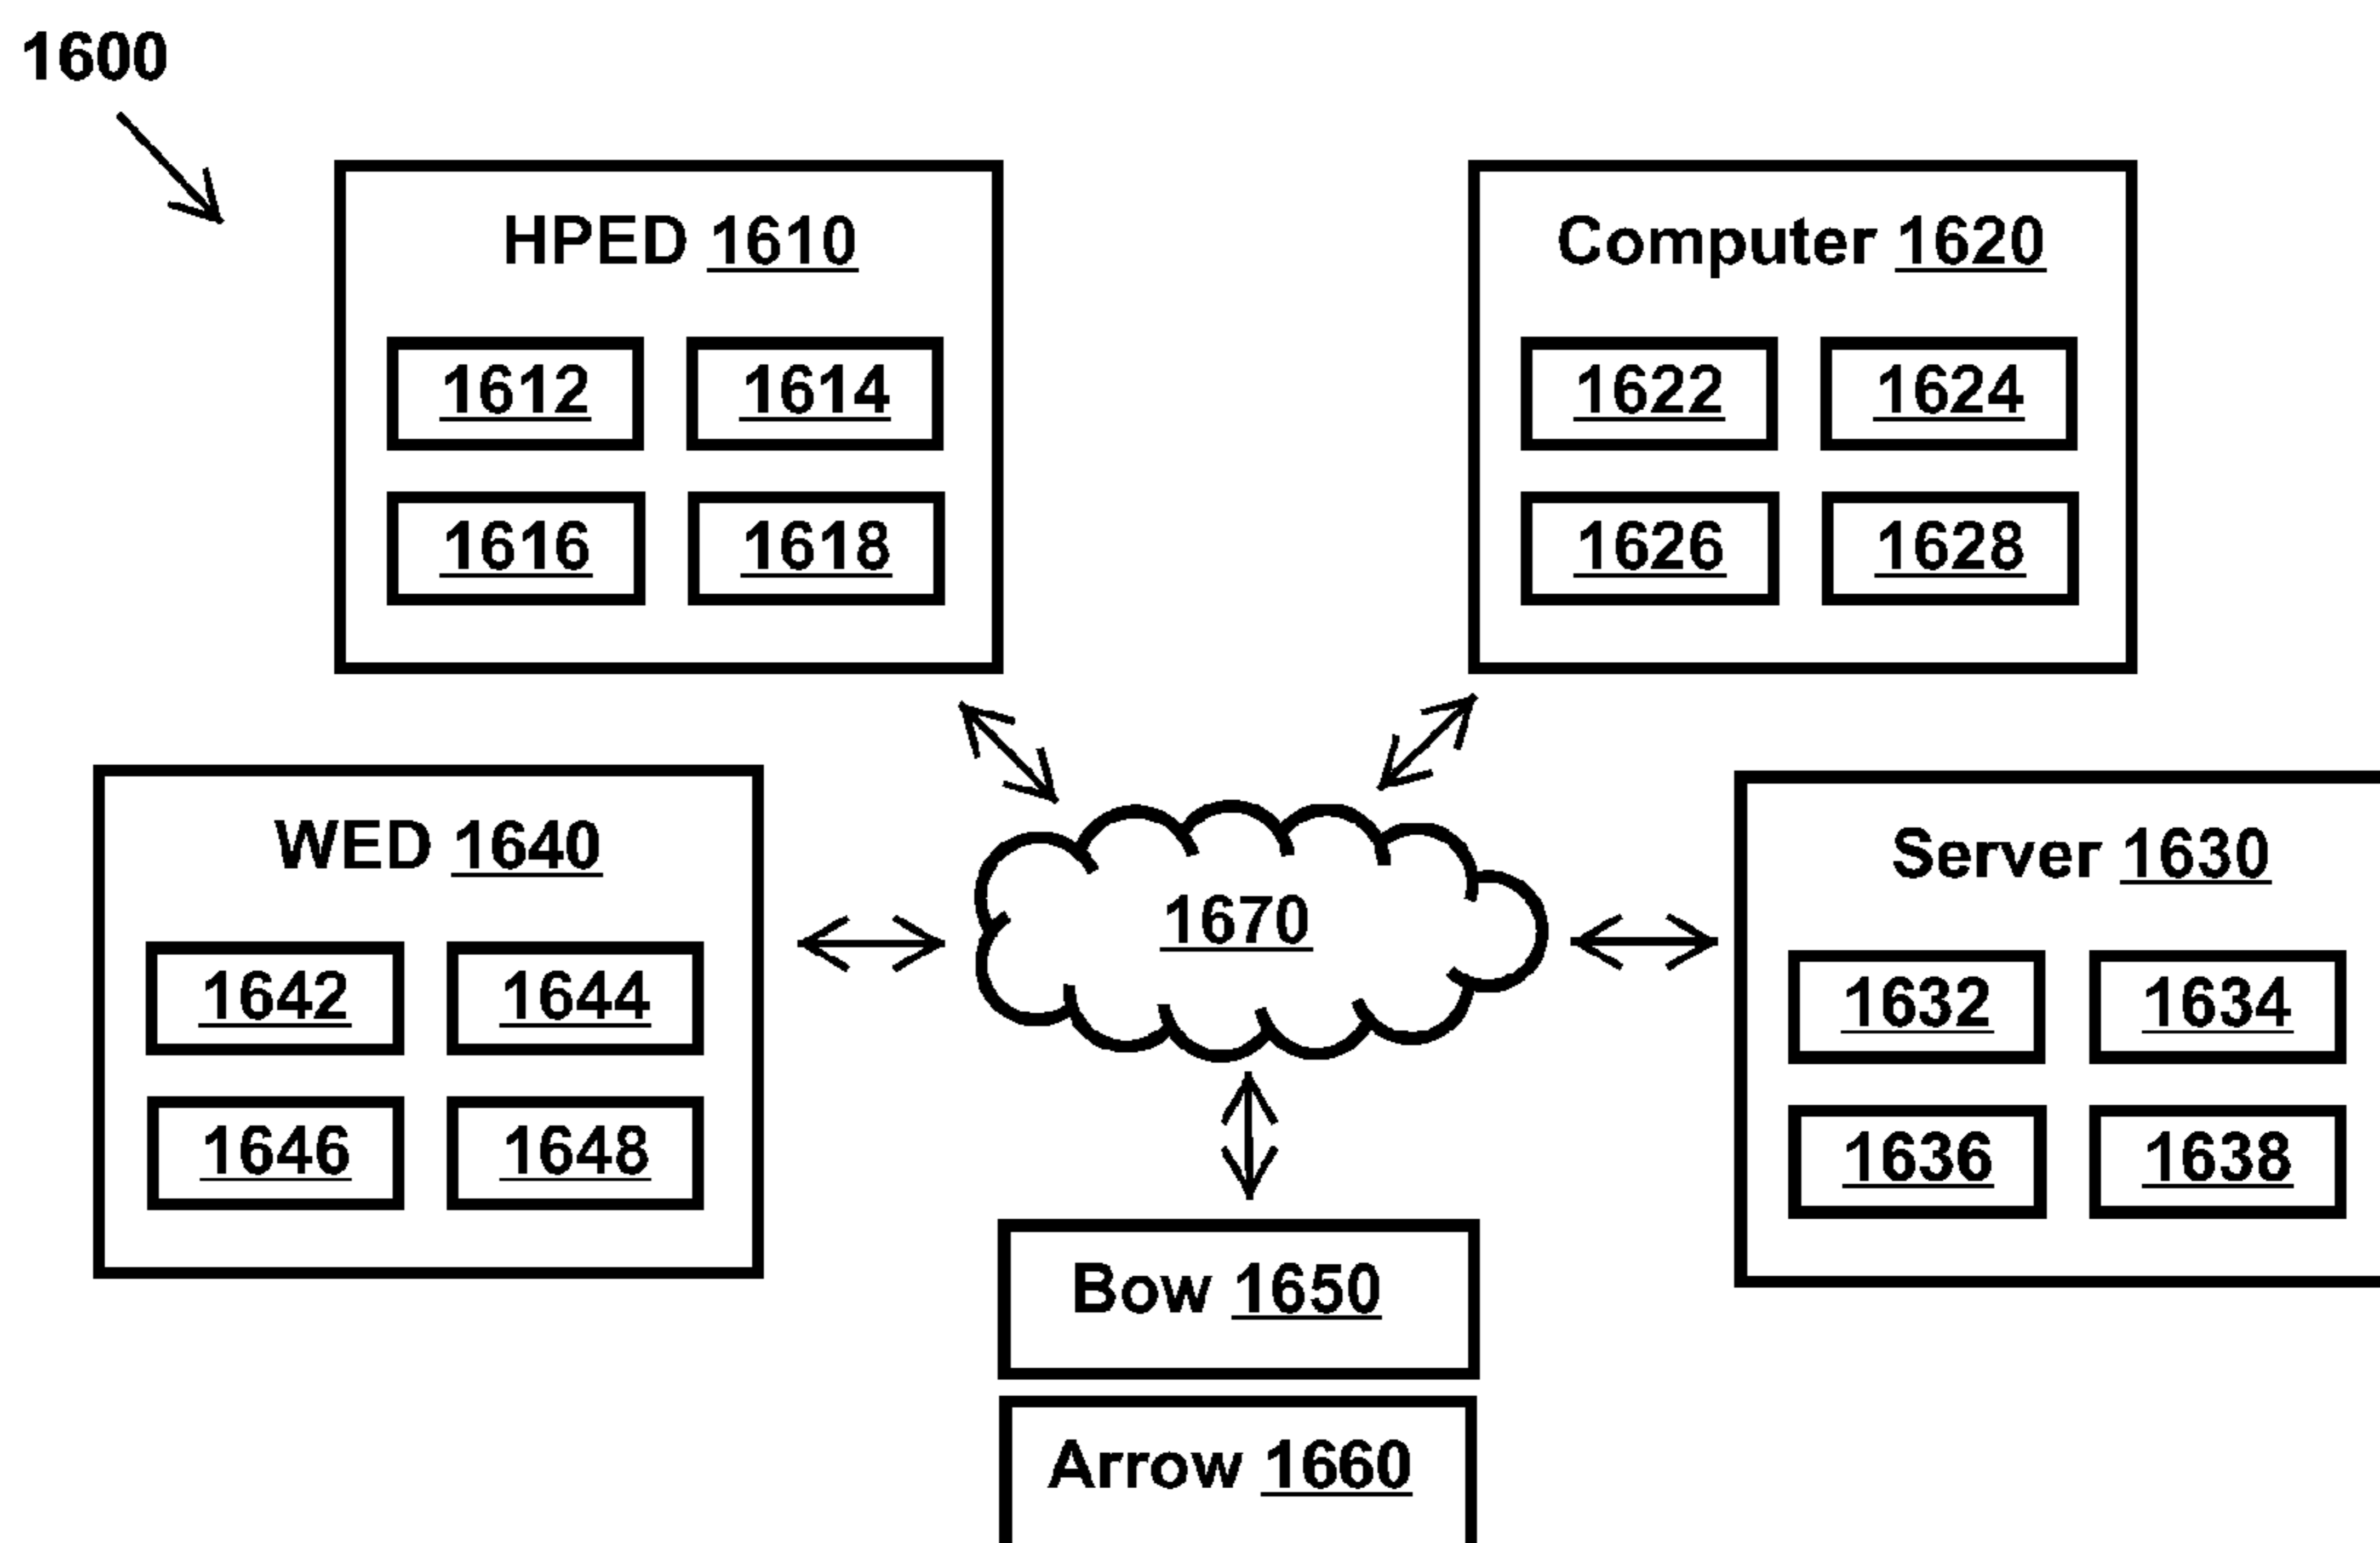 1600
HPED 1610
1612 1614
1616 1618
Computer 1620
1622 1624
1626 1628
WED 1640
1642 1644
1646 1648
1670
Server 1630
1632 1634
1636 1638
Bow 1650
Arrow 1660